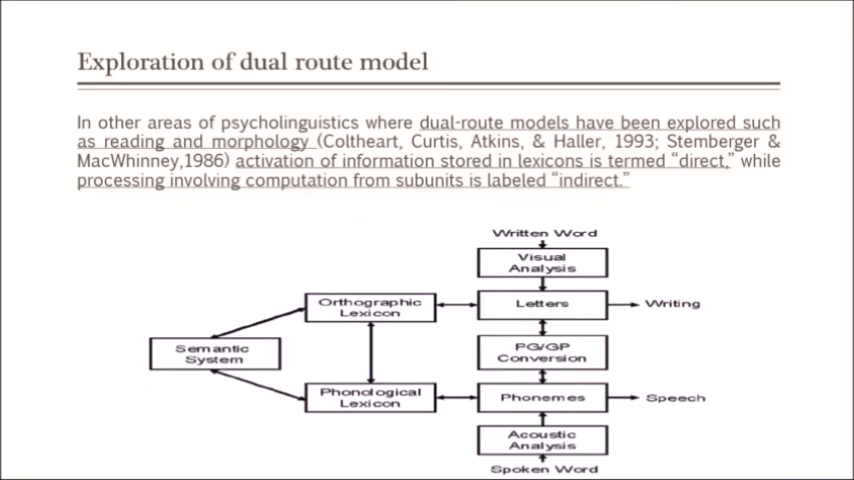 Exploration of dual route model
In other areas of psycholinguistics where dual-route models have been explored such
as reading and morphology (Coltheart, Curtis, Atkins, & Haller, 1993; Stemberger &
MacWhinney,1986) activation of information stored in lexicons is termed "direct," while
processing involving computation from subunits is labeled "indirect."
Written Word
Visual
Analysis
Orthographic
Lexicon
Letters
Writing
Semantic
System
PG/GP
Conversion
Phonological
Lexicon
Phonemes
Speech
Acoustic
Analysis
Spoken Word